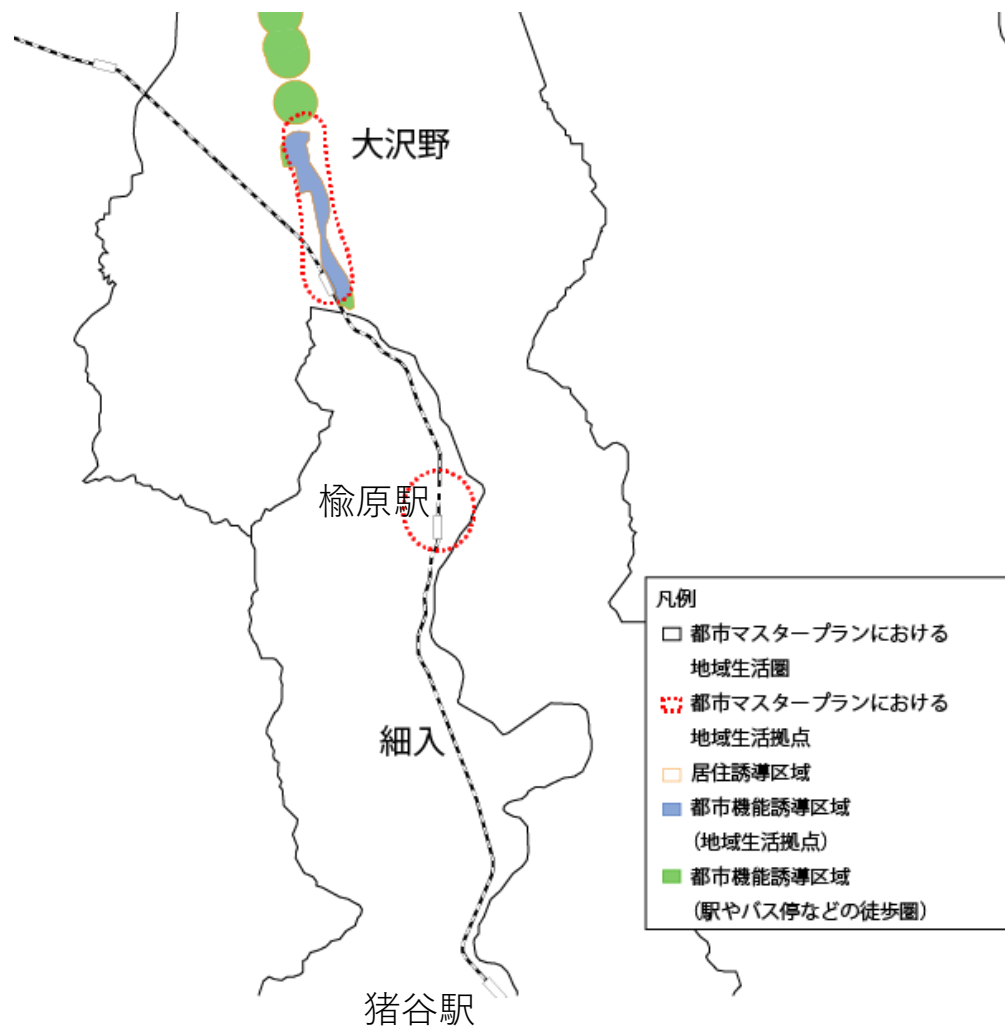 大沢野
楡原駅
細入
猪谷駅
凡例
都市マスタープランにおける
地域生活圏
都市マスタープランにおける
地域生活拠点
居住誘導区域
都市機能誘導区域
(地域生活拠点)
都市機能誘導区域
(駅やバス停などの徒歩圏)